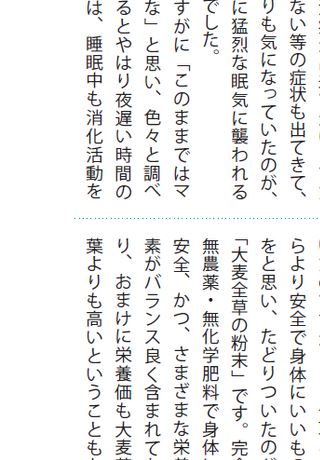 ない等の症状も出てきて、
りも気になっていたのが、
に猛烈な眠気に襲われる
でした。
すがに「このままではマ
な」と思い、色々と調べ
るとやはり夜遅い時間の
は、睡眠中も消化活動を
らより安全で身体にいいも
をと思い、たどりついたの
「大麦全草の粉末」です。完
無農薬・無化学肥料で身体
安全、かつ、さまざまな栄
素がバランス良く含まれて
り、おまけに栄養価も大麦
葉よりも高いということも